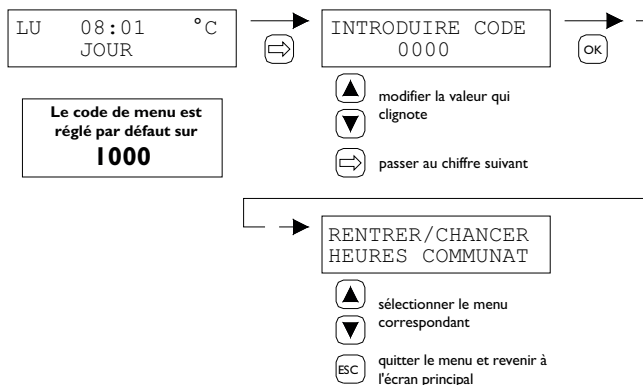 LU 08:01 °C
JOUR
INTRODUIRE CODE
0000
OK
Le code de menu est
réglé par défaut sur
1000
modifier la valeur qui
clignote
passer au chiffre suivant
RENTRER/CHANCER
HEURES COMMUNAT
sélectionner le menu
correspondant
ESC
quitter le menu et revenir à
l'écran principal